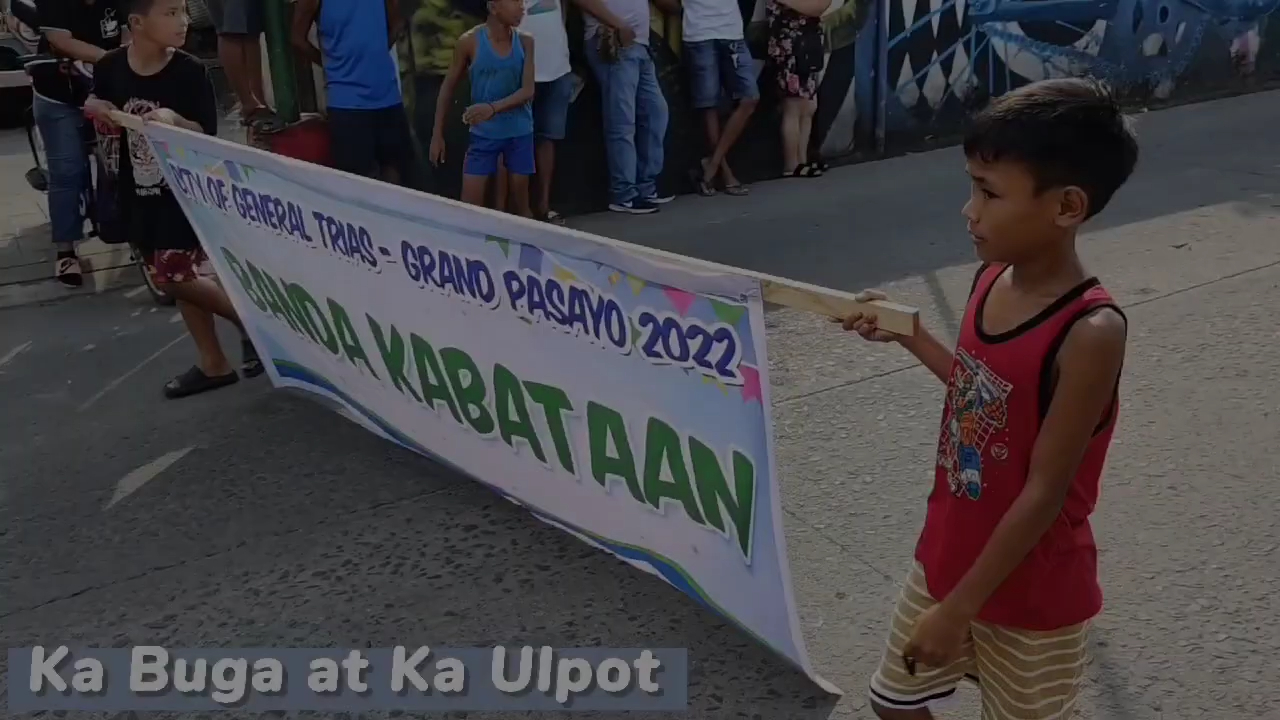 CITY OF GENERAL TRIAS - GRAND PASAYO 2022
BANDA KABATAAN
Ka Buga at Ka Ulpot